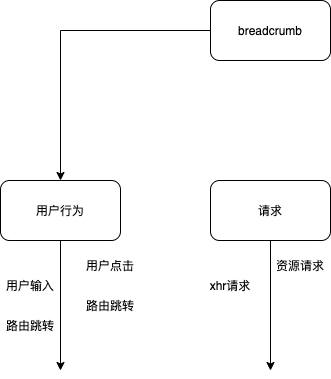 breadcrumb
用户行为
请求
用户点击
资源请求
用户输入
xhr请求
路由跳转
路由跳转